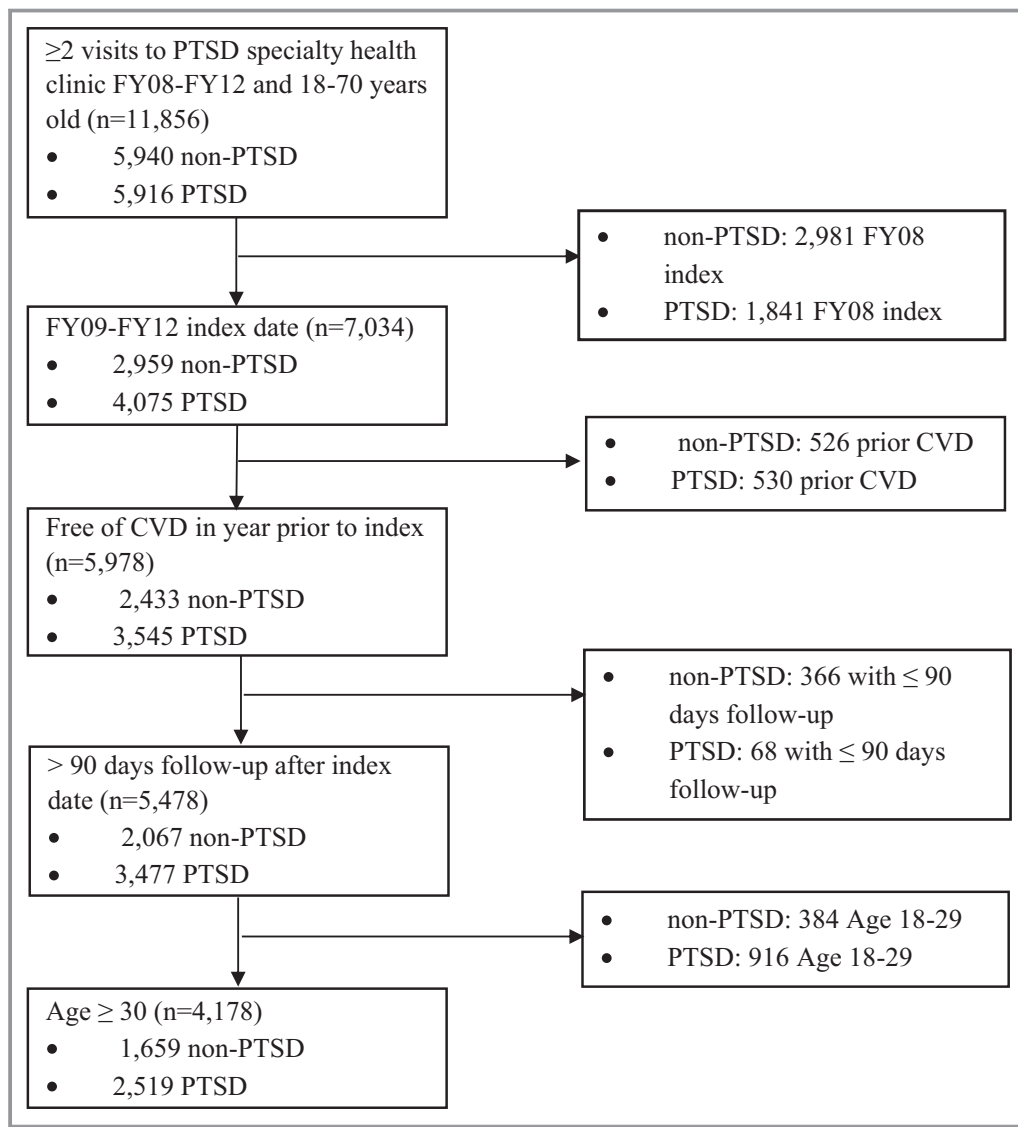 ≥2 visits to PTSD specialty health
clinic FY08-FY12 and 18-70 years
old (n=11,856)
• 5,940 non-PTSD
• 5,916 PTSD
• non-PTSD: 2,981 FY08
index
• PTSD: 1,841 FY08 index
FY09-FY12 index date (n=7,034)
• 2,959 non-PTSD
• 4,075 PTSD
• non-PTSD: 526 prior CVD
• PTSD: 530 prior CVD
Free of CVD in year prior to index
(n=5,978)
• 2,433 non-PTSD
• 3,545 PTSD
• non-PTSD: 366 with ≤ 90
days follow-up
• PTSD: 68 with ≤ 90 days
follow-up
> 90 days follow-up after index
date (n=5,478)
• 2,067 non-PTSD
• 3,477 PTSD
• non-PTSD: 384 Age 18-29
• PTSD: 916 Age 18-29
Age ≥ 30 (n=4,178)
• 1,659 non-PTSD
• 2,519 PTSD